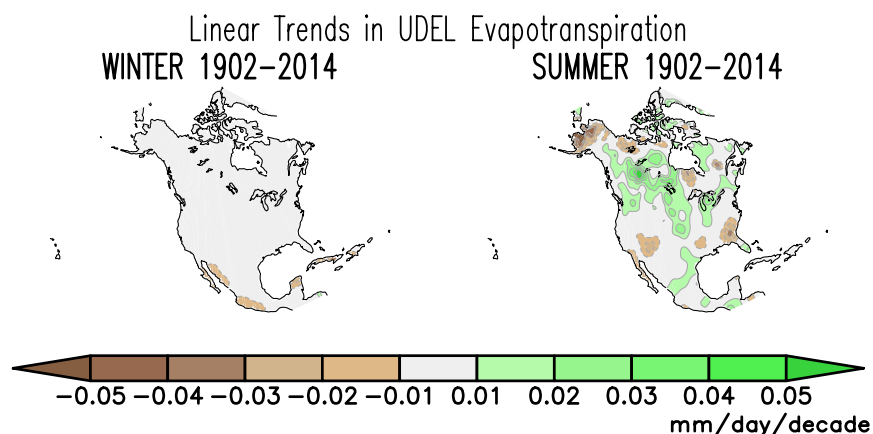 Linear Trends in UDEL Evapotranspiration
WINTER 1902-2014 SUMMER 1902-2014
-0.05 -0.04 -0.03 -0.02 -0.01 0.01 0.02 0.03 0.04 0.05
mm/day/decade